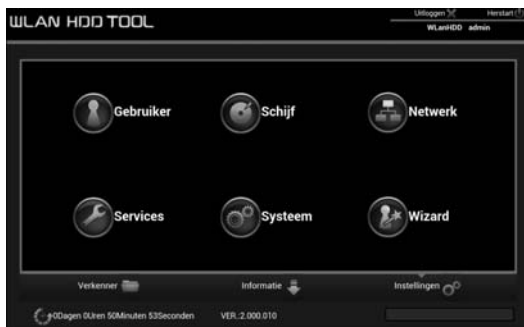 WLAN HDD TOOL
Uitloggen Herstart
WLanHDD admin
Gebruiker Schijf Netwerk
Services Systeem Wizard
Verkenner Informatie Instellingen
0Dagen 0Uren 50Minuten 53Seconden VER.:2.000.010